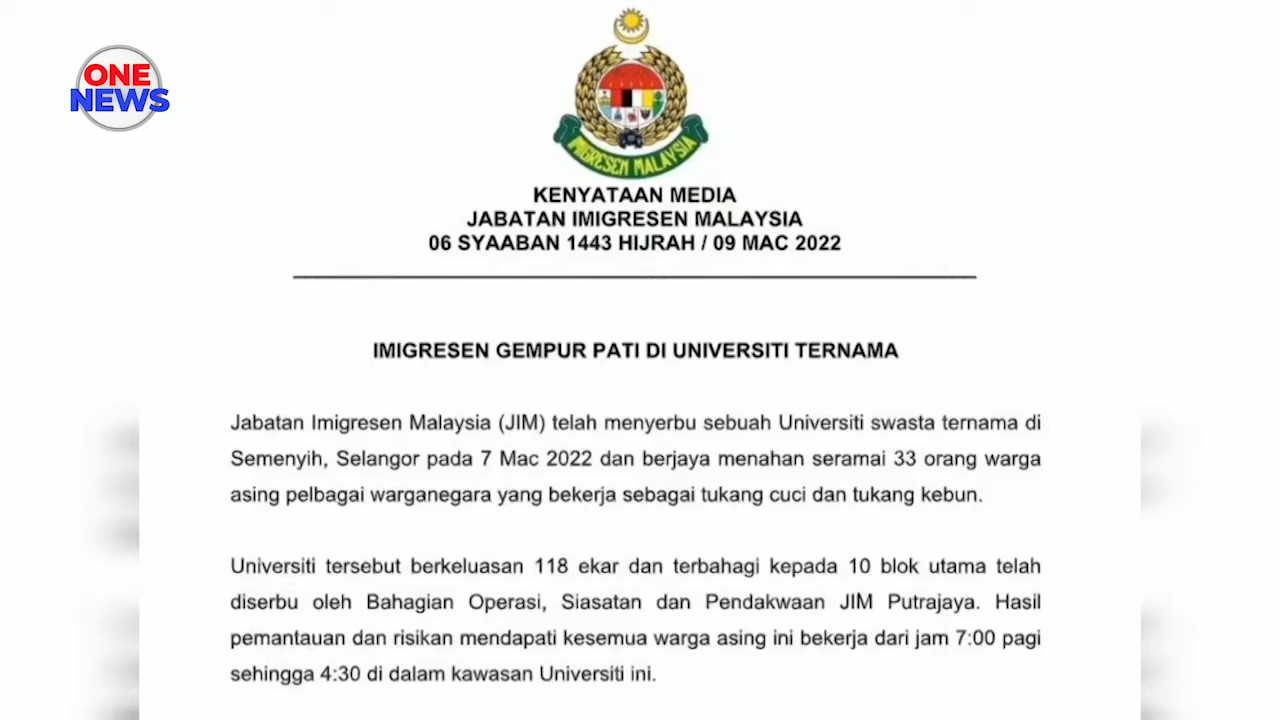 ONE
NEWS
IMIGRESEN MALAYSIA
KENYATAAN MEDIA
JABATAN IMIGRESEN MALAYSIA
06 SYAABAN 1443 HIJRAH / 09 MAC 2022
IMIGRESEN GEMPUR PATI DI UNIVERSITI TERNAMA
Jabatan Imigresen Malaysia (JIM) telah menyerbu sebuah Universiti swasta ternama di
Semenyih, Selangor pada 7 Mac 2022 dan berjaya menahan seramai 33 orang warga
asing pelbagai warganegara yang bekerja sebagai tukang cuci dan tukang kebun.
Universiti tersebut berkeluasan 118 ekar dan terbahagi kepada 10 blok utama telah
diserbu oleh Bahagian Operasi, Siasatan dan Pendakwaan JIM Putrajaya. Hasil
pemantauan dan risikan mendapati kesemua warga asing ini bekerja dari jam 7:00 pagi
sehingga 4:30 di dalam kawasan Universiti ini.